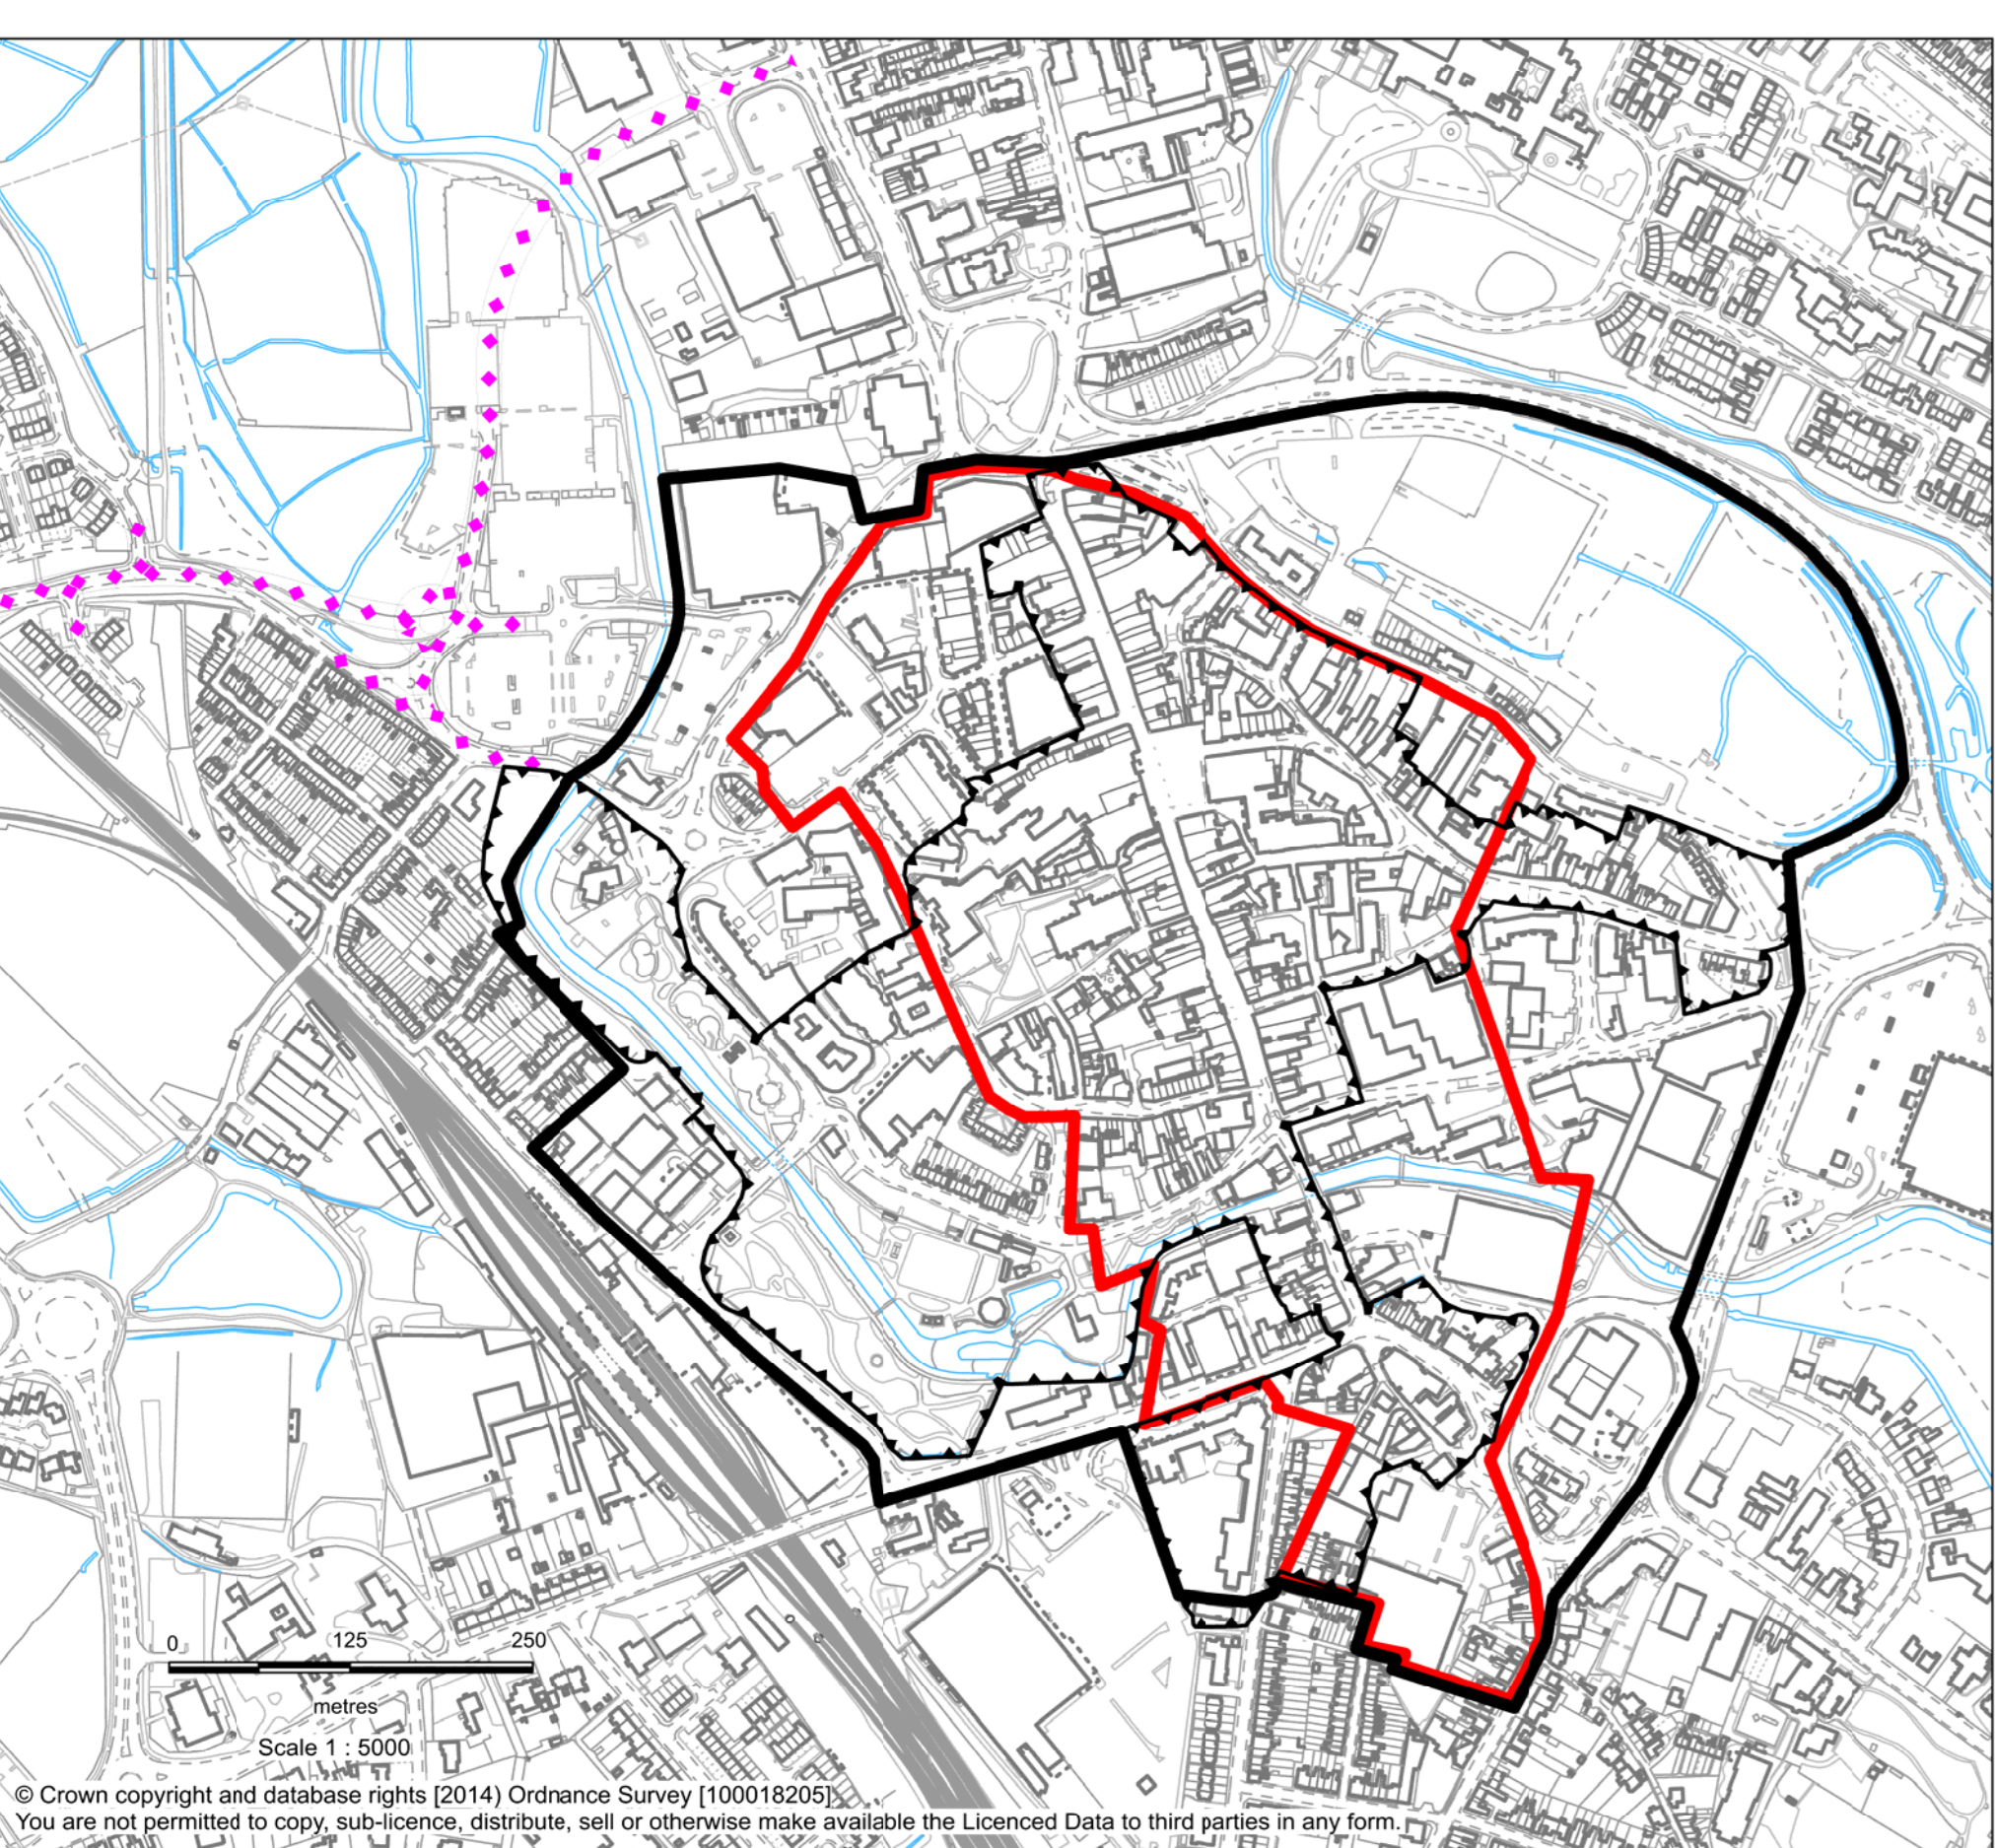 0 125 250
metres
Scale 1 : 5000
© Crown copyright and database rights [2014) Ordnance Survey [100018205].
You are not permitted to copy, sub-licence, distribute, sell or otherwise make available the Licenced Data to third parties in any form.